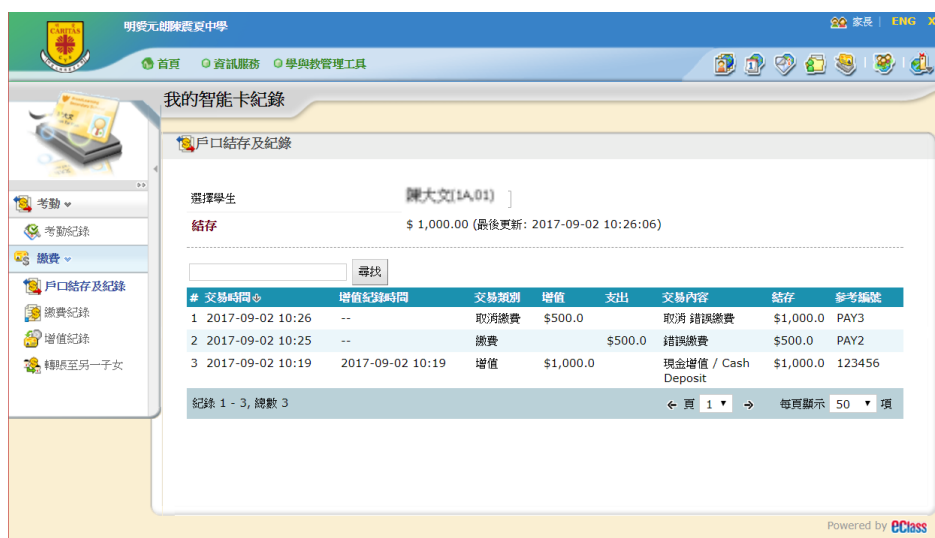 CARITAS
明愛元朗陳震夏中學
家長 | ENG X
首頁 資訊服務 學與教管理工具
我的智能卡紀錄
戶口結存及紀錄
選擇學生 陳大文(1A,01)
結存 $ 1,000.00 (最後更新: 2017-09-02 10:26:06)
考勤
考勤紀錄
繳費
戶口結存及紀錄
繳費紀錄
增值紀錄
轉賬至另一子女
尋找
# 交易時間 增值紀錄時間 交易類別 增值 支出 交易內容 結存 參考編號
1 2017-09-02 10:26 -- 取消繳費 $500.0 取消 錯誤繳費 $1,000.0 PAY3
2 2017-09-02 10:25 -- 繳費 $500.0 錯誤繳費 $500.0 PAY2
3 2017-09-02 10:19 2017-09-02 10:19 增值 $1,000.0 現金增值 / Cash Deposit $1,000.0 123456
紀錄 1 - 3, 總數 3 頁 1 每頁顯示 50 項
Powered by eClass